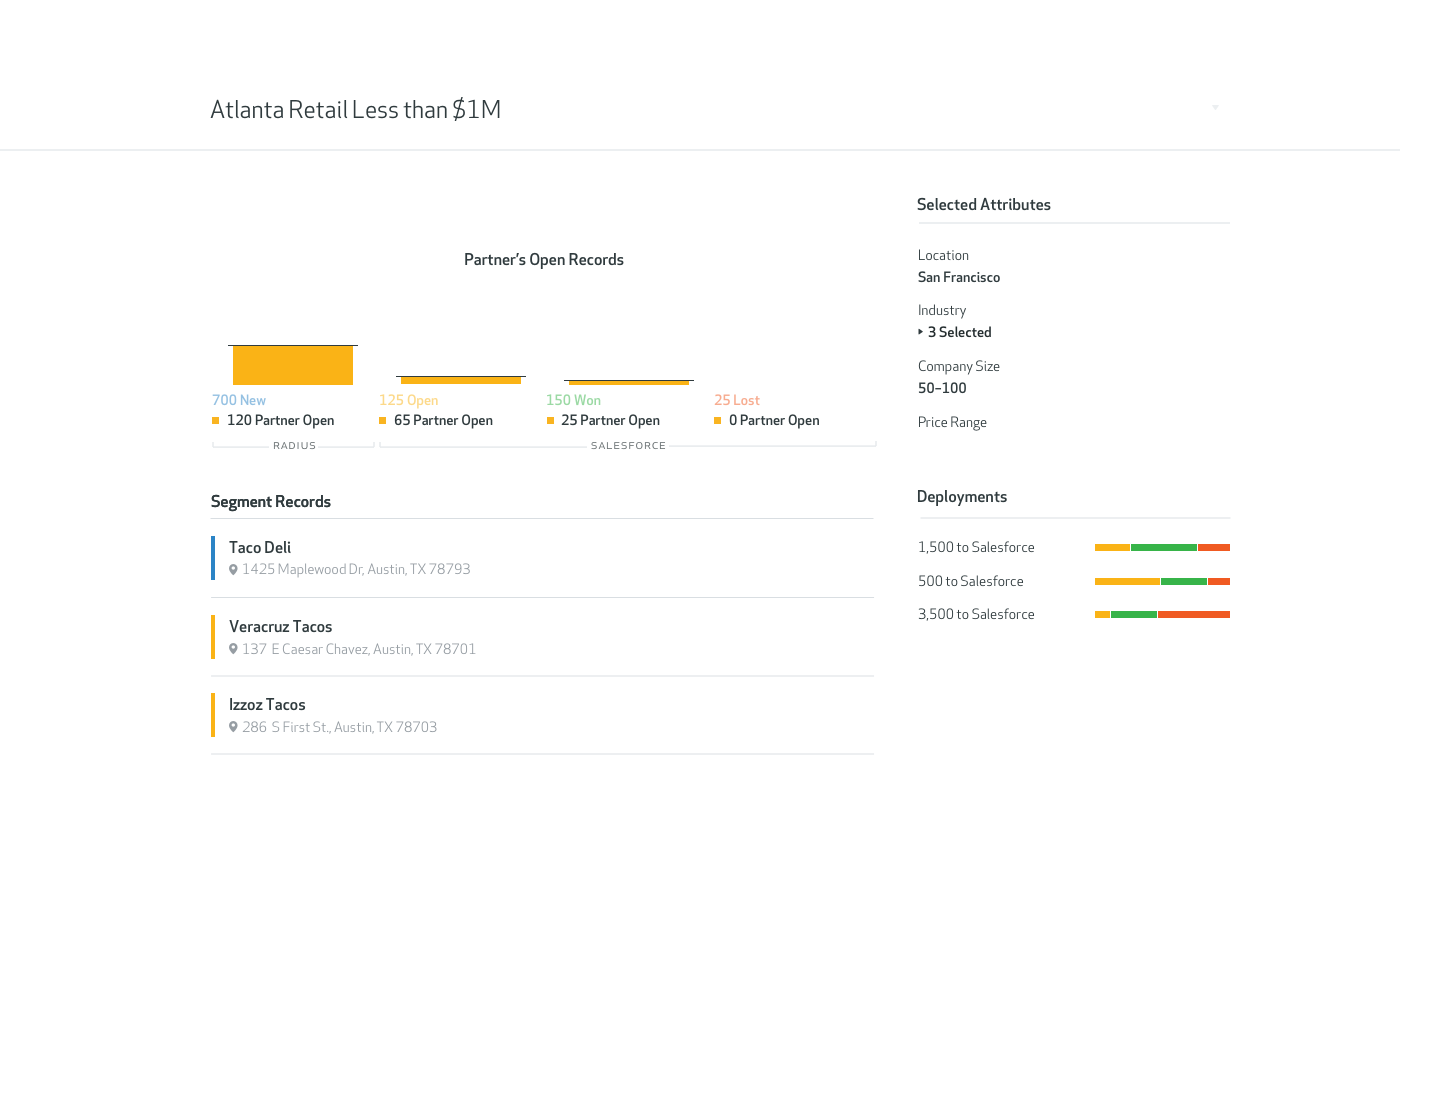 Atlanta Retail Less than $1M
Partner’s Open Records
700 New
125 Open
150 Won
25 Lost
120 Partner Open
65 Partner Open
25 Partner Open
0 Partner Open
RADIUS
SALESFORCE
Segment Records
Taco Deli
1425 Maplewood Dr, Austin, TX 78793
Veracruz Tacos
137 E Caesar Chavez, Austin, TX 78701
Izzoz Tacos
286 S First St., Austin, TX 78703
Selected Attributes
Location
San Francisco
Industry
3 Selected
Company Size
50–100
Price Range
Deployments
1,500 to Salesforce
500 to Salesforce
3,500 to Salesforce